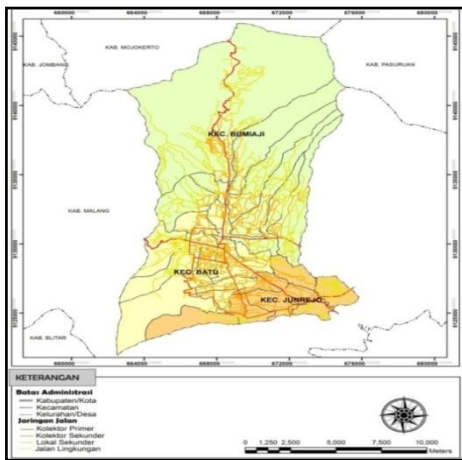 664000 668000 672000 676000
KAB. MOJOKERTO
KAB. JOMBANG
KAB. PASURUAN
KEC. BUMIAJI
KAB. MALANG
KEC. BATU
KEC. JUNREJO
KAB. BLITAR
660000 664000 668000 672000 676000 680000
KETERANGAN
Batas Administrasi
Kabupaten/Kota
Kecamatan
Kelurahan/Desa
Jaringan Jalan
Kolektor Primer
Kolektor Sekunder
Lokal Sekunder
Jalan Lingkungan
0 1,250 2,500 5,000 7,500 10,000
Meters